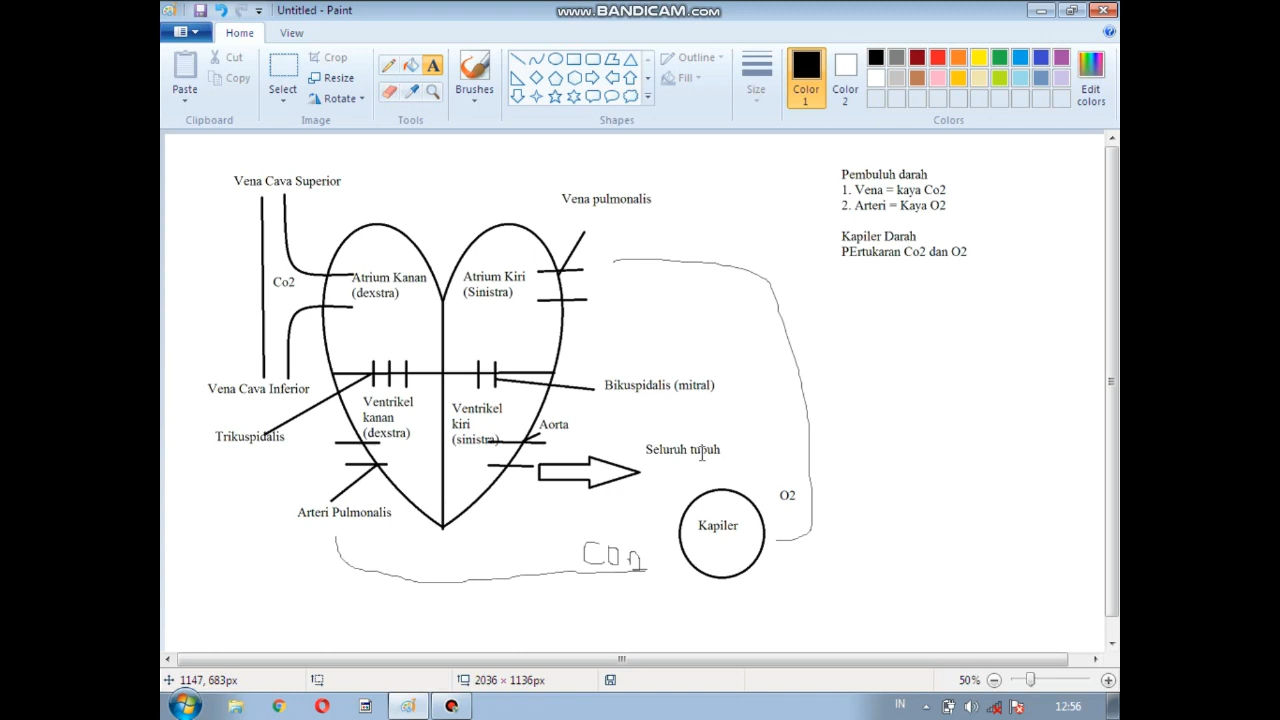 Untitled - Paint
www.BANDICAM.com
Home
View
Paste
Cut
Copy
Clipboard
Select
Crop
Resize
Rotate
Image
Tools
Brushes
Shapes
Outline
Fill
Size
Color 1
Color 2
Edit colors
Colors
Vena Cava Superior
Vena pulmonalis
Pembuluh darah
1. Vena = kaya Co2
2. Arteri = Kaya O2
Kapiler Darah
PErtukaran Co2 dan O2
Co2
Atrium Kanan
(dexstra)
Atrium Kiri
(Sinistra)
Vena Cava Inferior
Bikuspidalis (mitral)
Ventrikel
kanan
(dexstra)
Ventrikel
kiri
(sinistra)
Aorta
Trikuspidalis
Seluruh tubuh
Arteri Pulmonalis
O2
Kapiler
1147, 683px
2036 × 1136px
50%
IN
12:56